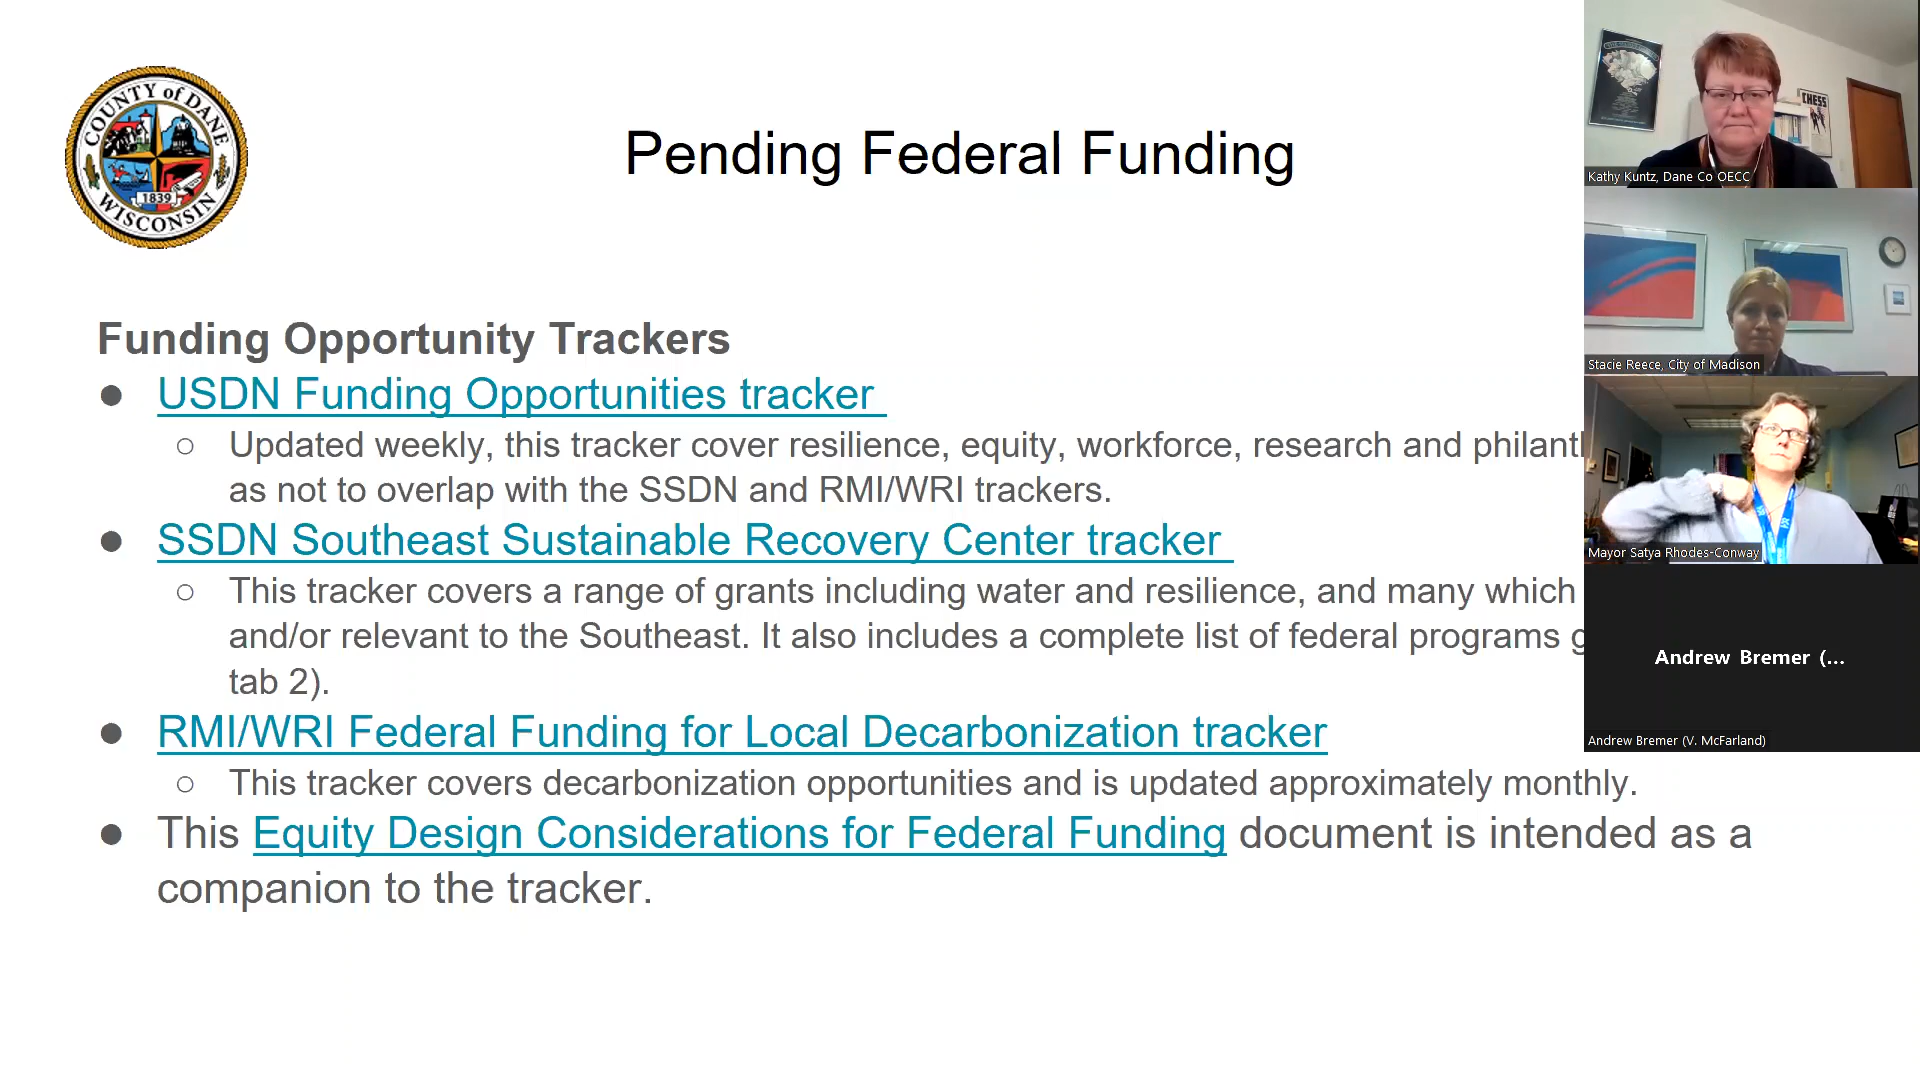 COUNTY of DANE
1839
WISCONSIN
Pending Federal Funding
Funding Opportunity Trackers
● USDN Funding Opportunities tracker
○ Updated weekly, this tracker cover resilience, equity, workforce, research and
as not to overlap with the SSDN and RMI/WRI trackers.
● SSDN Southeast Sustainable Recovery Center tracker
○ This tracker covers a range of grants including water and resilience, and many which
and/or relevant to the Southeast. It also includes a complete list of federal programs
tab 2).
● RMI/WRI Federal Funding for Local Decarbonization tracker
○ This tracker covers decarbonization opportunities and is updated approximately monthly.
● This Equity Design Considerations for Federal Funding document is intended as a
companion to the tracker.
CHESS
Kathy Kuntz, Dane Co OECC
Stacie Reece, City of Madison
Mayor Satya Rhodes-Conway
Andrew Bremer (...
Andrew Bremer (V. McFarland)